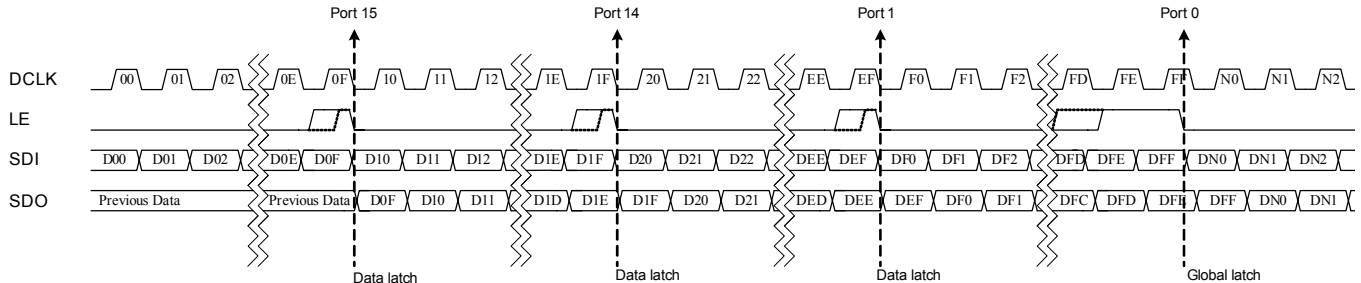 Port 15 Port 14 Port 1 Port 0
DCLK 00 01 02 0E 0F 10 11 12 1E 1F 20 21 22 EE EF F0 F1 F2 FD FE FF N0 N1 N2
LE
SDI D00 D01 D02 D0E D0F D10 D11 D12 D1E D1F D20 D21 D22 DEE DEF DF0 DF1 DF2 DFD DFE DFF DN0 DN1 DN2
SDO Previous Data Previous Data D0F D10 D11 D1D D1E D1F D20 D21 DED DEE DEF DF0 DF1 DFC DFD DFE DFF DN0 DN1
Data latch Data latch Data latch Global latch